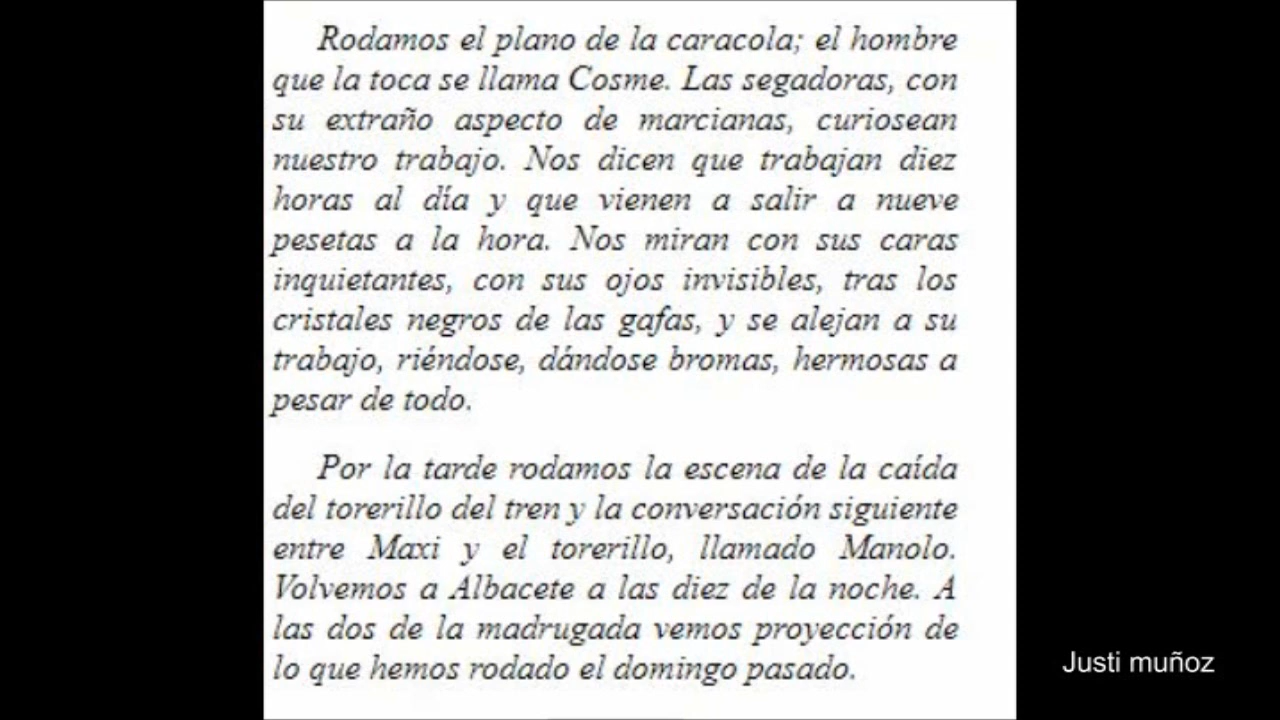 Rodamos el plano de la caracola; el hombre
que la toca se llama Cosme. Las segadoras, con
su extraño aspecto de marcianas, curiosean
nuestro trabajo. Nos dicen que trabajan diez
horas al día y que vienen a salir a nueve
pesetas a la hora. Nos miran con sus caras
inquietantes, con sus ojos invisibles, tras los
cristales negros de las gafas, y se alejan a su
trabajo, riéndose, dándose bromas, hermosas a
pesar de todo.
Por la tarde rodamos la escena de la caída
del torerillo del tren y la conversación siguiente
entre Maxi y el torerillo, llamado Manolo.
Volvemos a Albacete a las diez de la noche. A
las dos de la madrugada vemos proyección de
lo que hemos rodado el domingo pasado.
Justi muñoz